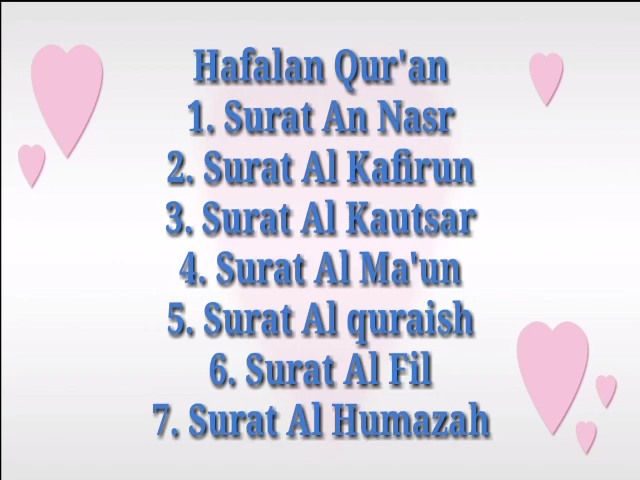 Hafalan Qur'an
1. Surat An Nasr
2. Surat Al Kafirun
3. Surat Al Kautsar
4. Surat Al Ma'un
5. Surat Al quraish
6. Surat Al Fil
7. Surat Al Humazah